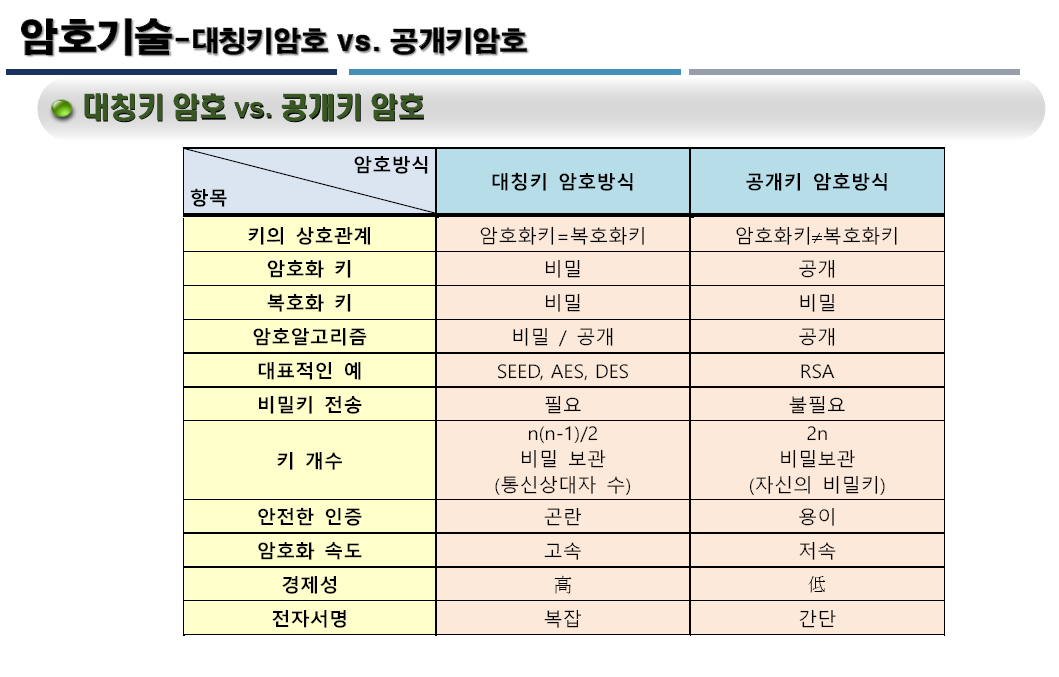 암호기술-대칭키암호 vs. 공개키암호
대칭키 암호 vs. 공개키 암호
암호방식
항목
대칭키 암호방식 공개키 암호방식
키의 상호관계 암호화키=복호화키 암호화키≠복호화키
암호화 키 비밀 공개
복호화 키 비밀 비밀
암호알고리즘 비밀 / 공개 공개
대표적인 예 SEED, AES, DES RSA
비밀키 전송 필요 불필요
키 개수
n(n-1)/2
비밀 보관
(통신상대자 수)
2n
비밀보관
(자신의 비밀키)
안전한 인증 곤란 용이
암호화 속도 고속 저속
경제성 高 低
전자서명 복잡 간단